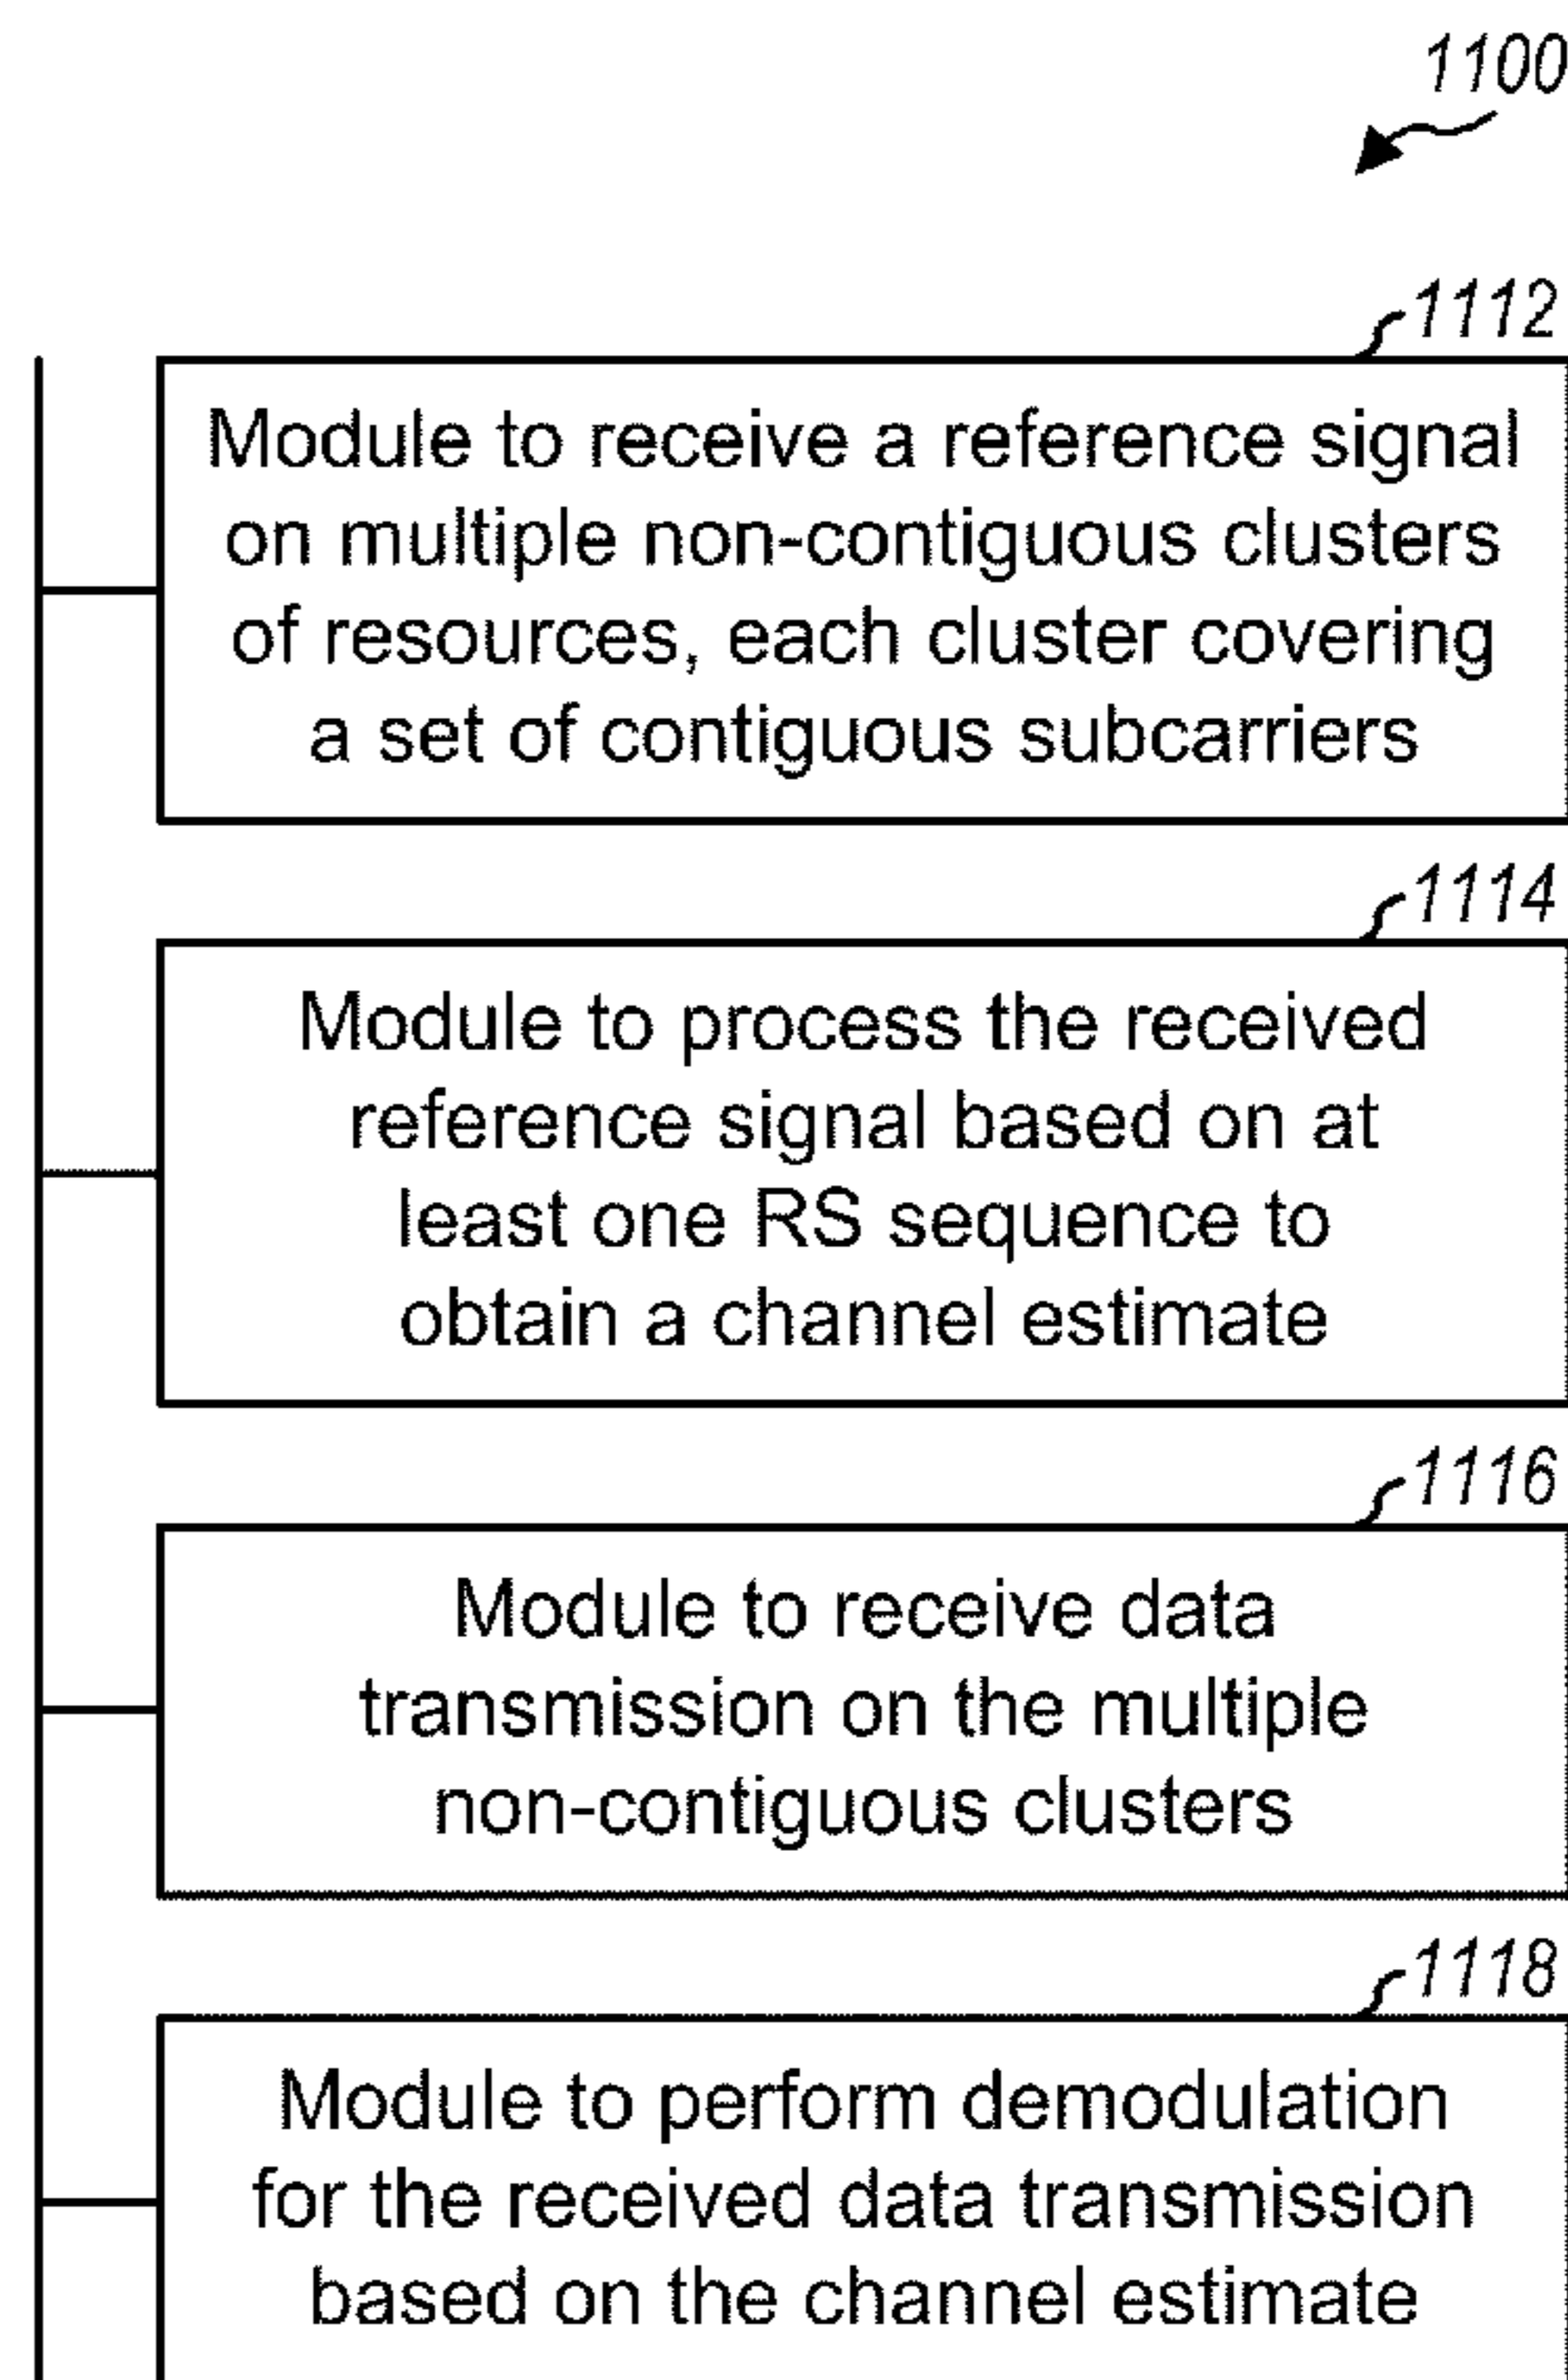 1100
1112
Module to receive a reference signal
on multiple non-contiguous clusters
of resources, each cluster covering
a set of contiguous subcarriers
1114
Module to process the received
reference signal based on at
least one RS sequence to
obtain a channel estimate
1116
Module to receive data
transmission on the multiple
non-contiguous clusters
1118
Module to perform demodulation
for the received data transmission
based on the channel estimate